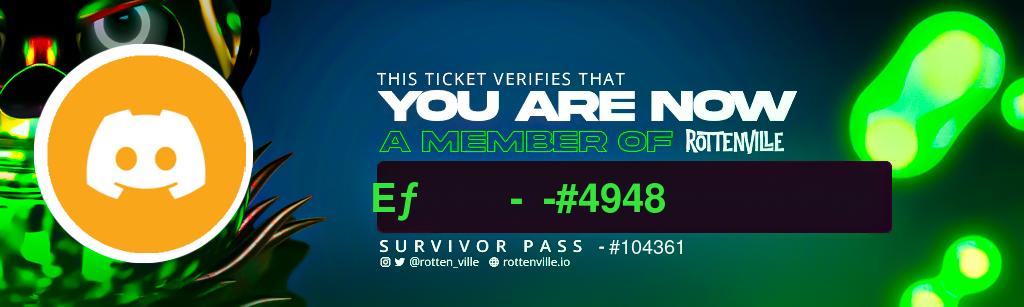 THIS TICKET VERIFIES THAT
YOU ARE NOW
A MEMBER OF ROTTENVILLE
Eƒ - -#4948
SURVIVOR PASS - #104361
@rotten_ville rottenville.io